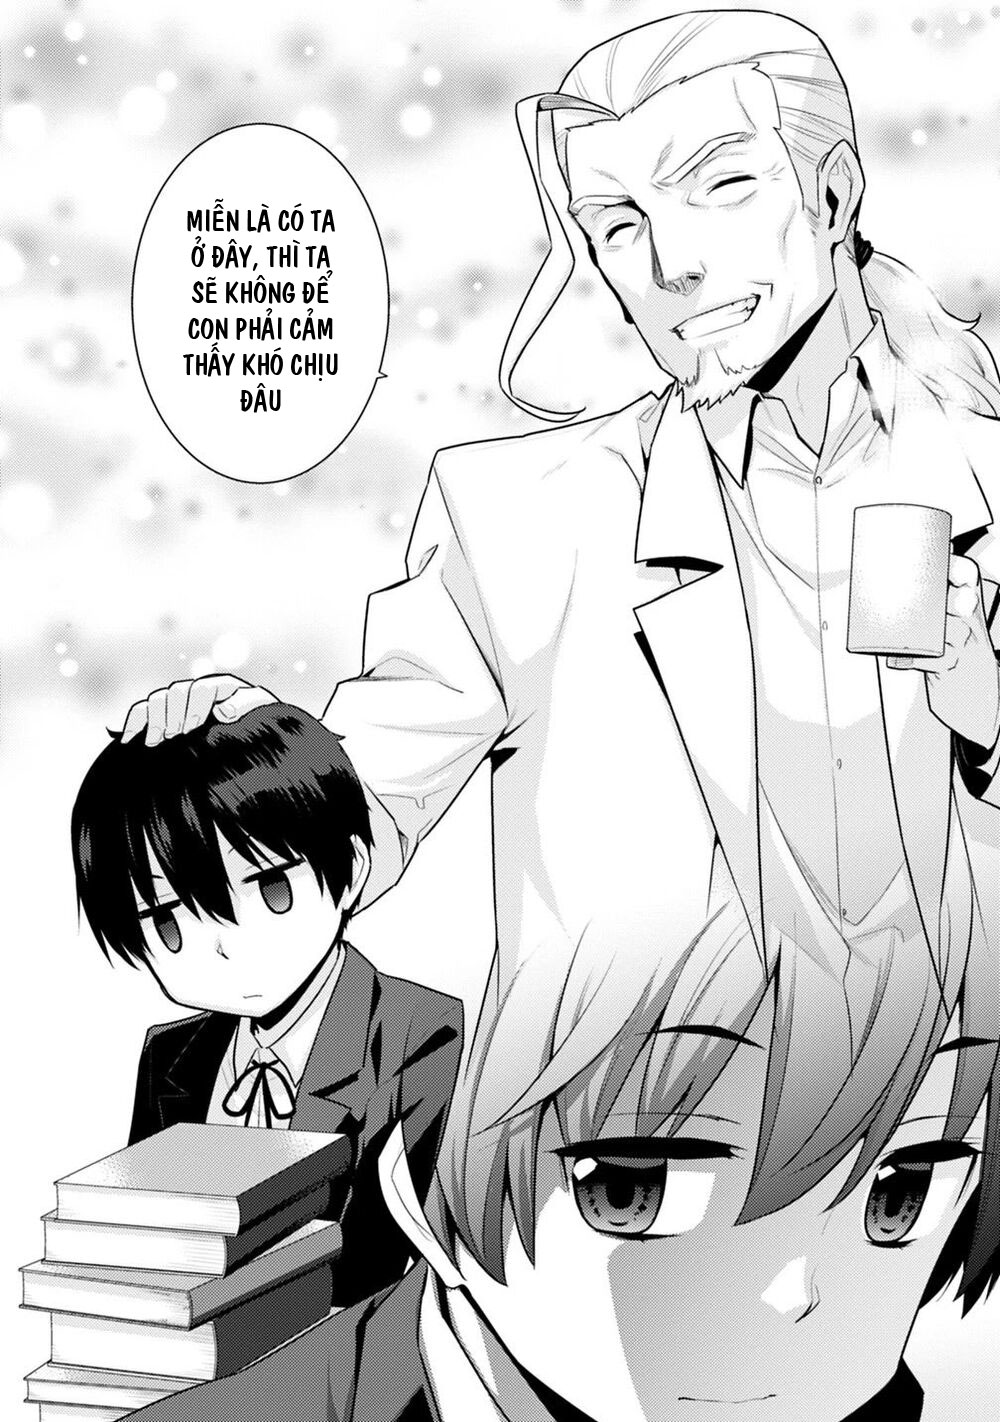 MIỄN LÀ CÓ TA
Ở ĐÂY, THÌ TA
SẼ KHÔNG ĐỂ
CON PHẢI CẢM
THẤY KHÓ CHỊU
ĐÂU